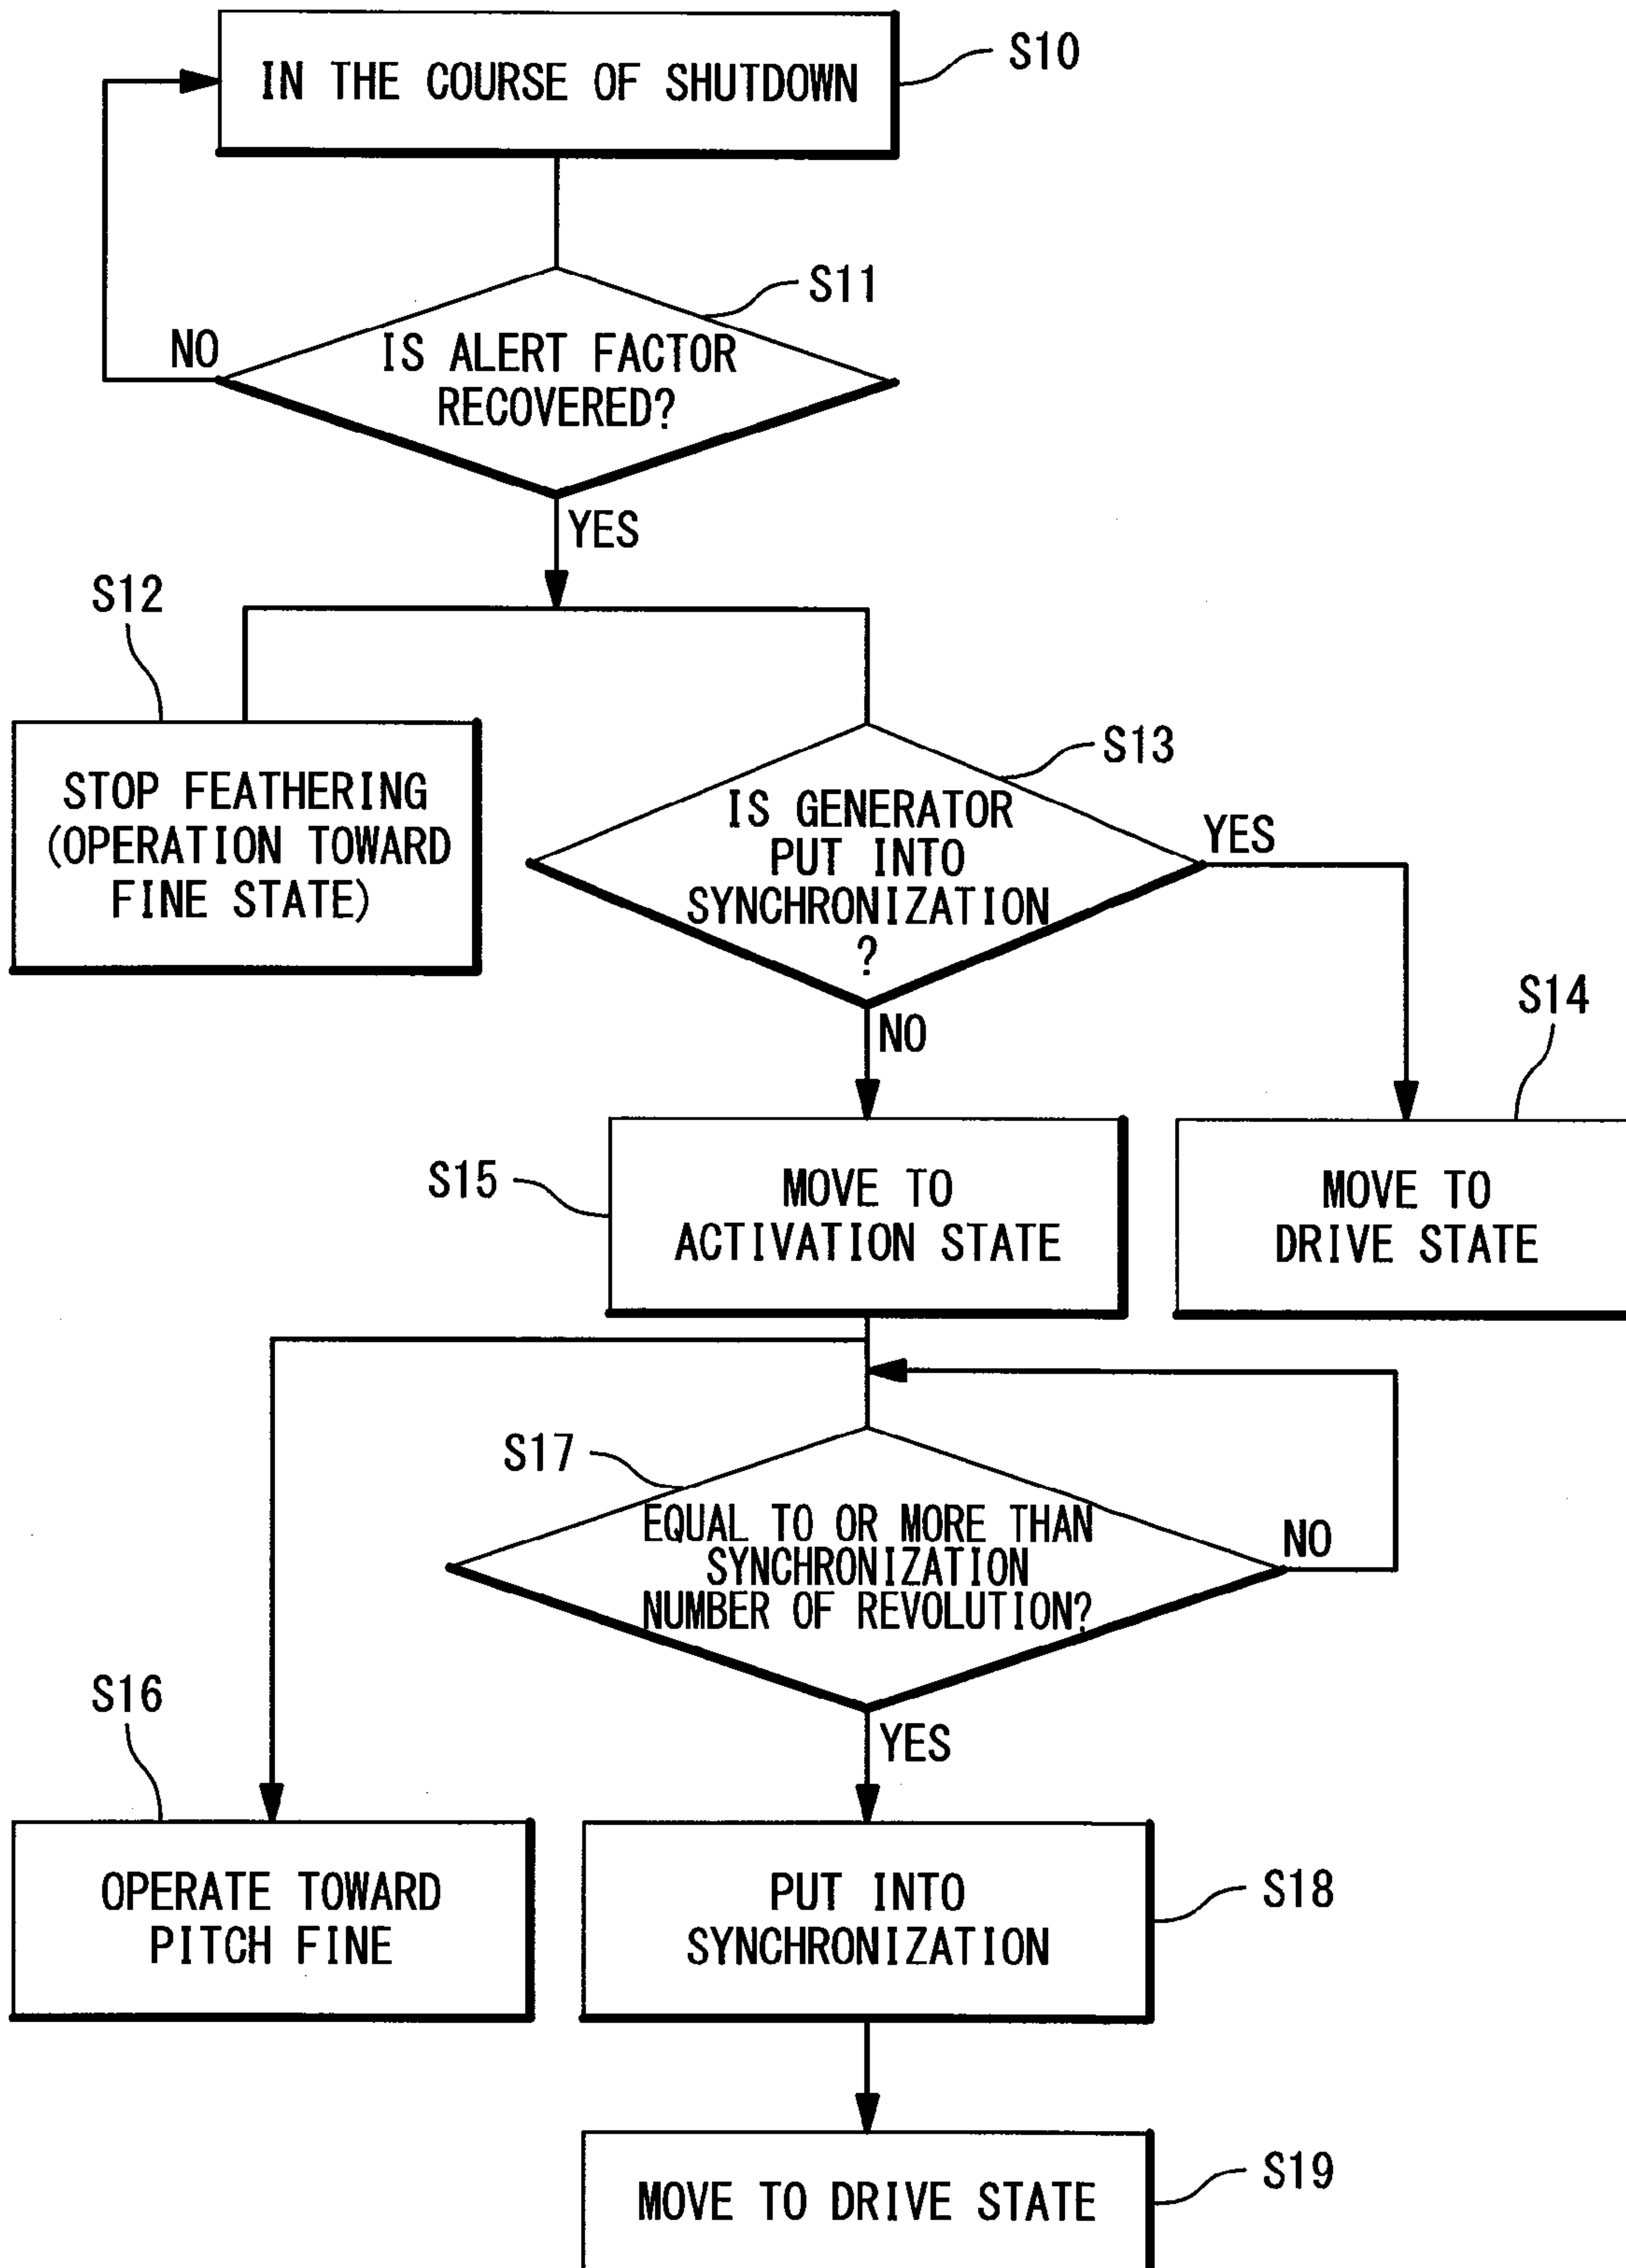 S10
IN THE COURSE OF SHUTDOWN
S11
NO
IS ALERT FACTOR
RECOVERED?
YES
S12
STOP FEATHERING
(OPERATION TOWARD
FINE STATE)
S13
IS GENERATOR
PUT INTO
SYNCHRONIZATION
?
YES
NO
S14
MOVE TO
DRIVE STATE
S15
MOVE TO
ACTIVATION STATE
S17
EQUAL TO OR MORE THAN
SYNCHRONIZATION
NUMBER OF REVOLUTION?
NO
YES
S16
OPERATE TOWARD
PITCH FINE
PUT INTO
SYNCHRONIZATION
S18
MOVE TO DRIVE STATE
S19